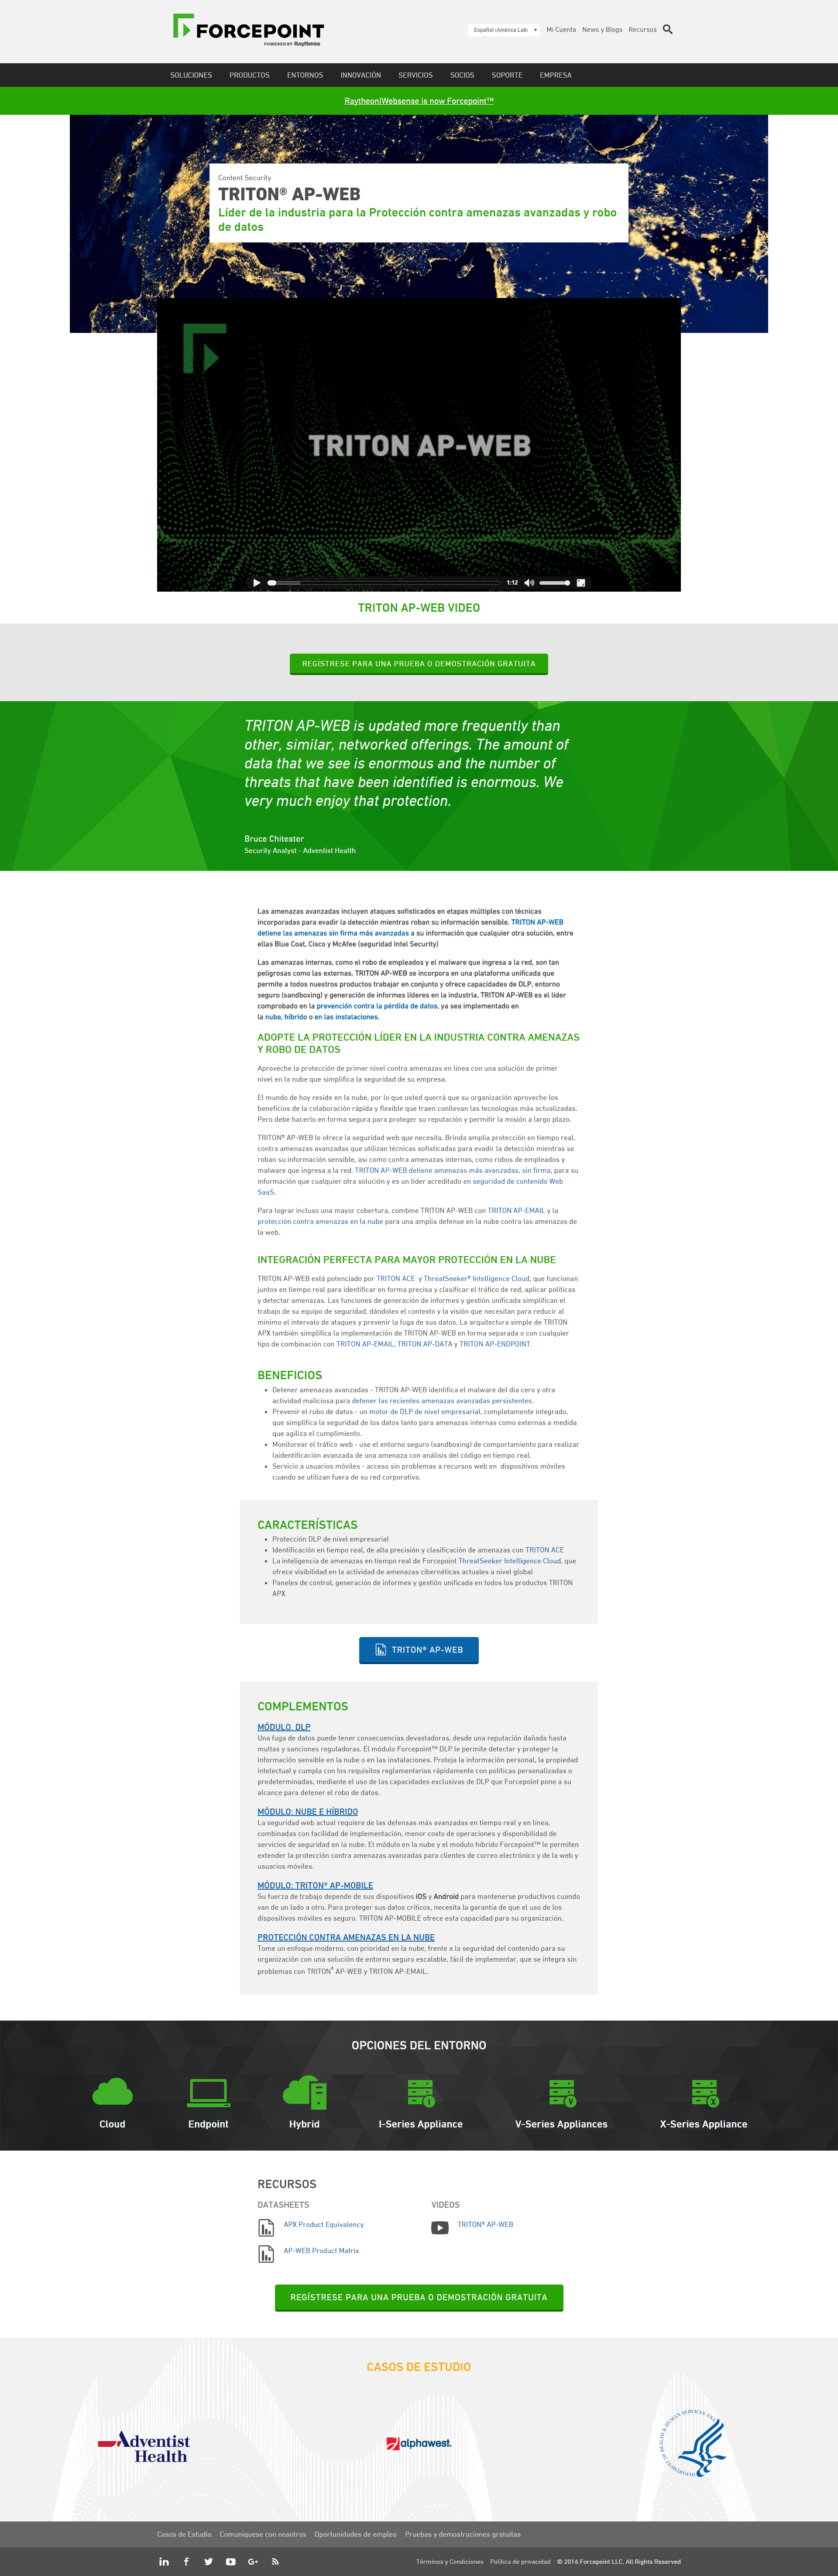 FORCEPOINT
POWERED BY Raytheon
Español (América Lati
Mi Cuenta
News y Blogs
Recursos
SOLUCIONES
PRODUCTOS
ENTORNOS
INNOVACIÓN
SERVICIOS
SOCIOS
SOPORTE
EMPRESA
Raytheon|Websense is now Forcepoint™
Content Security
TRITON® AP-WEB
Líder de la industria para la Protección contra amenazas avanzadas y robo
de datos
TRITON AP-WEB
1:12
TRITON AP-WEB VIDEO
REGÍSTRESE PARA UNA PRUEBA O DEMOSTRACIÓN GRATUITA
TRITON AP-WEB is updated more frequently than
other, similar, networked offerings. The amount of
data that we see is enormous and the number of
threats that have been identified is enormous. We
very much enjoy that protection.
Bruce Chitester
Security Analyst - Adventist Health
Las amenazas avanzadas incluyen ataques sofisticados en etapas múltiples con técnicas
incorporadas para evadir la detección mientras roban su información sensible. TRITON AP-WEB
detiene las amenazas sin firma más avanzadas a su información que cualquier otra solución, entre
ellas Blue Coat, Cisco y McAfee (seguridad Intel Security)
Las amenazas internas, como el robo de empleados y el malware que ingresa a la red, son tan
peligrosas como las externas. TRITON AP-WEB se incorpora en una plataforma unificada que
permite a todos nuestros productos trabajar en conjunto y ofrece capacidades de DLP, entorno
seguro (sandboxing) y generación de informes líderes en la industria. TRITON AP-WEB es el líder
comprobado en la prevención contra la pérdida de datos, ya sea implementado en
la nube, híbrido o en las instalaciones.
ADOPTE LA PROTECCIÓN LÍDER EN LA INDUSTRIA CONTRA AMENAZAS
Y ROBO DE DATOS
Aproveche la protección de primer nivel contra amenazas en línea con una solución de primer
nivel en la nube que simplifica la seguridad de su empresa.
El mundo de hoy reside en la nube, por lo que usted querrá que su organización aproveche los
beneficios de la colaboración rápida y flexible que traen conllevan las tecnologías más actualizadas.
Pero debe hacerlo en forma segura para proteger su reputación y permitir la misión a largo plazo.
TRITON® AP-WEB le ofrece la seguridad web que necesita. Brinda amplia protección en tiempo real,
contra amenazas avanzadas que utilizan técnicas sofisticadas para evadir la detección mientras se
roban su información sensible, así como contra amenazas internas, como robos de empleados y
malware que ingresa a la red. TRITON AP-WEB detiene amenazas más avanzadas, sin firma, para su
información que cualquier otra solución y es un líder acreditado en seguridad de contenido Web
SaaS.
Para lograr incluso una mayor cobertura, combine TRITON AP-WEB con TRITON AP-EMAIL y la
protección contra amenazas en la nube para una amplia defensa en la nube contra las amenazas de
la web.
INTEGRACIÓN PERFECTA PARA MAYOR PROTECCIÓN EN LA NUBE
TRITON AP-WEB está potenciado por TRITON ACE y ThreatSeeker® Intelligence Cloud, que funcionan
juntos en tiempo real para identificar en forma precisa y clasificar el tráfico de red, aplicar políticas
y detectar amenazas. Las funciones de generación de informes y gestión unificada simplifican el
trabajo de su equipo de seguridad, dándoles el contexto y la visión que necesitan para reducir al
mínimo el intervalo de ataques y prevenir la fuga de sus datos. La arquitectura simple de TRITON
APX también simplifica la implementación de TRITON AP-WEB en forma separada o con cualquier
tipo de combinación con TRITON AP-EMAIL, TRITON AP-DATA y TRITON AP-ENDPOINT.
BENEFICIOS
Detener amenazas avanzadas - TRITON AP-WEB identifica el malware del día cero y otra
actividad maliciosa para detener las recientes amenazas avanzadas persistentes.
Prevenir el robo de datos - un motor de DLP de nivel empresarial, completamente integrado,
que simplifica la seguridad de los datos tanto para amenazas internas como externas a medida
que agiliza el cumplimiento.
Monitorear el tráfico web - use el entorno seguro (sandboxing) de comportamiento para realizar
laidentificación avanzada de una amenaza con análisis del código en tiempo real.
Servicio a usuarios móviles - acceso sin problemas a recursos web en dispositivos móviles
cuando se utilizan fuera de su red corporativa.
CARACTERÍSTICAS
Protección DLP de nivel empresarial
Identificación en tiempo real, de alta precisión y clasificación de amenazas con TRITON ACE
La inteligencia de amenazas en tiempo real de Forcepoint ThreatSeeker Intelligence Cloud, que
ofrece visibilidad en la actividad de amenazas cibernéticas actuales a nivel global
Paneles de control, generación de informes y gestión unificada en todos los productos TRITON
APX
TRITON® AP-WEB
COMPLEMENTOS
MÓDULO. DLP
Una fuga de datos puede tener consecuencias devastadoras, desde una reputación dañada hasta
multas y sanciones reguladoras. El módulo Forcepoint™ DLP le permite detectar y proteger la
información sensible en la nube o en las instalaciones. Proteja la información personal, la propiedad
intelectual y cumpla con los requisitos reglamentarios rápidamente con políticas personalizadas o
predeterminadas, mediante el uso de las capacidades exclusivas de DLP que Forcepoint pone a su
alcance para detener el robo de datos.
MÓDULO: NUBE E HÍBRIDO
La seguridad web actual requiere de las defensas más avanzadas en tiempo real y en línea,
combinadas con facilidad de implementación, menor costo de operaciones y disponibilidad de
servicios de seguridad en la nube. El módulo en la nube y el modulo híbrido Forcepoint™ le permiten
extender la protección contra amenazas avanzadas para clientes de correo electrónico y de la web y
usuarios móviles.
MÓDULO: TRITON® AP-MOBILE
Su fuerza de trabajo depende de sus dispositivos iOS y Android para mantenerse productivos cuando
van de un lado a otro. Para proteger sus datos críticos, necesita la garantía de que el uso de los
dispositivos móviles es seguro. TRITON AP-MOBILE ofrece esta capacidad para su organización.
PROTECCIÓN CONTRA AMENAZAS EN LA NUBE
Tome un enfoque moderno, con prioridad en la nube, frente a la seguridad del contenido para su
organización con una solución de entorno seguro escalable, fácil de implementar, que se integra sin
problemas con TRITON® AP-WEB y TRITON AP-EMAIL.
OPCIONES DEL ENTORNO
Cloud
Endpoint
Hybrid
I
I-Series Appliance
V
V-Series Appliances
X
X-Series Appliance
RECURSOS
DATASHEETS
APX Product Equivalency
AP-WEB Product Matrix
VIDEOS
TRITON® AP-WEB
REGÍSTRESE PARA UNA PRUEBA O DEMOSTRACIÓN GRATUITA
CASOS DE ESTUDIO
Adventist
Health
alphawest.
DEPARTMENT OF HEALTH & HUMAN SERVICES·USA
Casos de Estudio
Comuníquese con nosotros
Oportunidades de empleo
Pruebas y demostraciones gratuitas
Términos y Condiciones
Política de privacidad
© 2016 Forcepoint LLC. All Rights Reserved